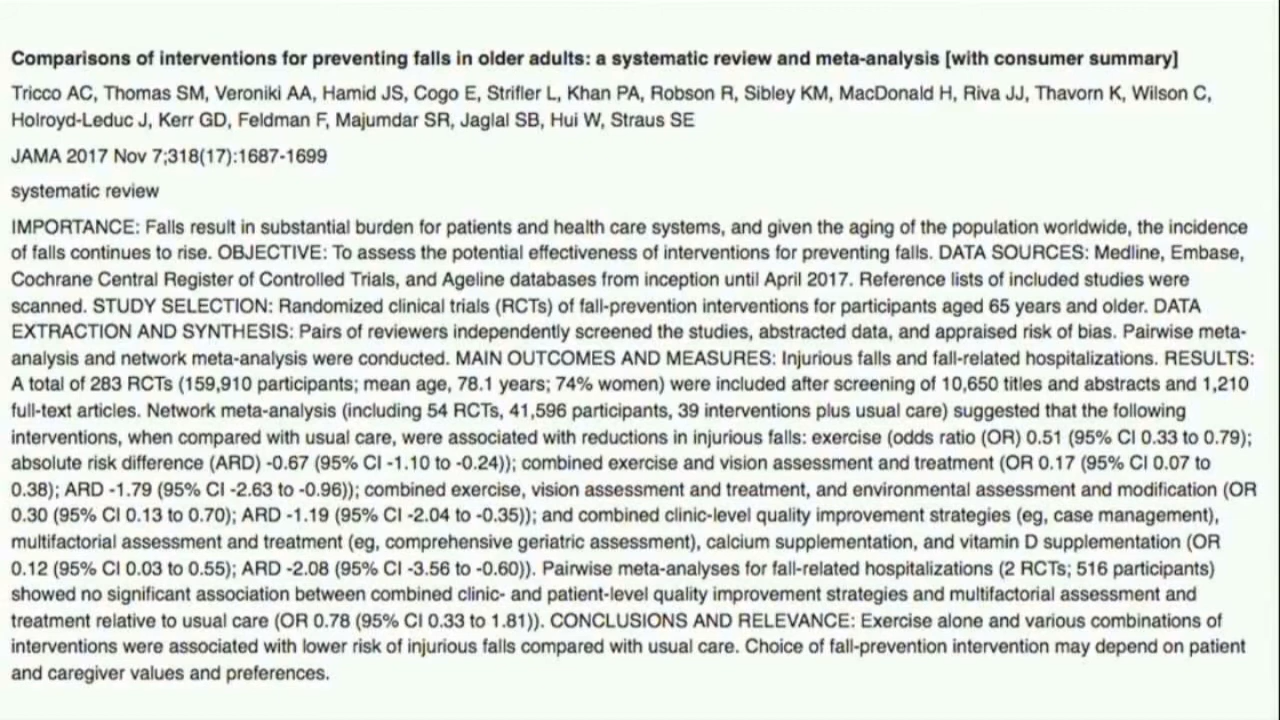 Comparisons of interventions for preventing falls in older adults: a systematic review and meta-analysis [with consumer summary]
Tricco AC, Thomas SM, Veroniki AA, Hamid JS, Cogo E, Strifler L, Khan PA, Robson R, Sibley KM, MacDonald H, Riva JJ, Thavorn K, Wilson C,
Holroyd-Leduc J, Kerr GD, Feldman F, Majumdar SR, Jaglal SB, Hui W, Straus SE
JAMA 2017 Nov 7;318(17):1687-1699
systematic review
IMPORTANCE: Falls result in substantial burden for patients and health care systems, and given the aging of the population worldwide, the incidence
of falls continues to rise. OBJECTIVE: To assess the potential effectiveness of interventions for preventing falls. DATA SOURCES: Medline, Embase,
Cochrane Central Register of Controlled Trials, and Ageline databases from inception until April 2017. Reference lists of included studies were
scanned. STUDY SELECTION: Randomized clinical trials (RCTs) of fall-prevention interventions for participants aged 65 years and older. DATA
EXTRACTION AND SYNTHESIS: Pairs of reviewers independently screened the studies, abstracted data, and appraised risk of bias. Pairwise meta-
analysis and network meta-analysis were conducted. MAIN OUTCOMES AND MEASURES: Injurious falls and fall-related hospitalizations. RESULTS:
A total of 283 RCTs (159,910 participants; mean age, 78.1 years; 74% women) were included after screening of 10,650 titles and abstracts and 1,210
full-text articles. Network meta-analysis (including 54 RCTs, 41,596 participants, 39 interventions plus usual care) suggested that the following
interventions, when compared with usual care, were associated with reductions in injurious falls: exercise (odds ratio (OR) 0.51 (95% CI 0.33 to 0.79);
absolute risk difference (ARD) -0.67 (95% CI -1.10 to -0.24)); combined exercise and vision assessment and treatment (OR 0.17 (95% CI 0.07 to
0.38); ARD -1.79 (95% CI -2.63 to -0.96)); combined exercise, vision assessment and treatment, and environmental assessment and modification (OR
0.30 (95% CI 0.13 to 0.70); ARD -1.19 (95% CI -2.04 to -0.35)); and combined clinic-level quality improvement strategies (eg, case management),
multifactorial assessment and treatment (eg, comprehensive geriatric assessment), calcium supplementation, and vitamin D supplementation (OR
0.12 (95% CI 0.03 to 0.55); ARD -2.08 (95% CI -3.56 to -0.60)). Pairwise meta-analyses for fall-related hospitalizations (2 RCTs; 516 participants)
showed no significant association between combined clinic- and patient-level quality improvement strategies and multifactorial assessment and
treatment relative to usual care (OR 0.78 (95% CI 0.33 to 1.81)). CONCLUSIONS AND RELEVANCE: Exercise alone and various combinations of
interventions were associated with lower risk of injurious falls compared with usual care. Choice of fall-prevention intervention may depend on patient
and caregiver values and preferences.